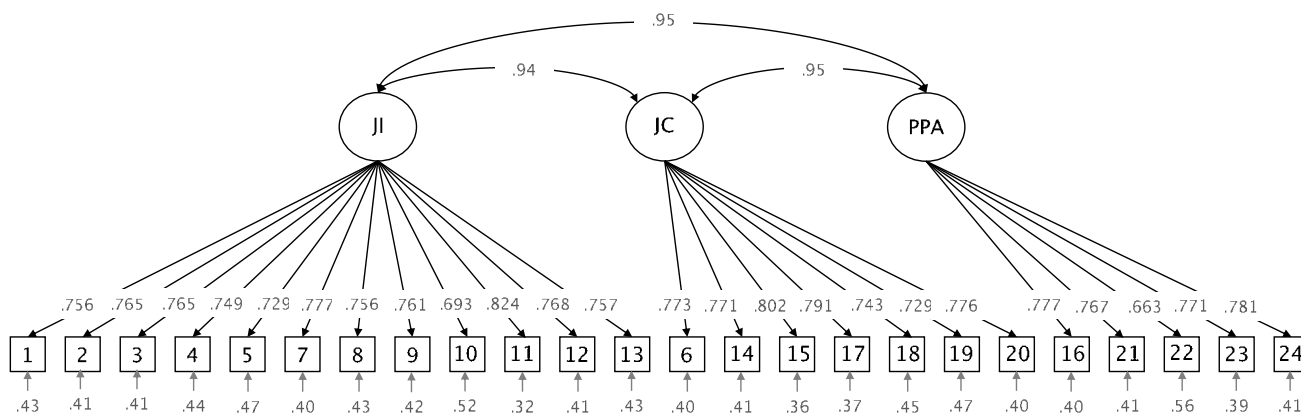 .95
.94 .95
JI JC PPA
.756 .765 .765 .749 .729 .777 .756 .761 .693 .824 .768 .757 .773 .771 .802 .791 .743 .729 .776 .777 .767 .663 .771 .781
1 2 3 4 5 7 8 9 10 11 12 13 6 14 15 17 18 19 20 16 21 22 23 24
.43 .41 .41 .44 .47 .40 .43 .42 .52 .32 .41 .43 .40 .41 .36 .37 .45 .47 .40 .40 .41 .56 .39 .41